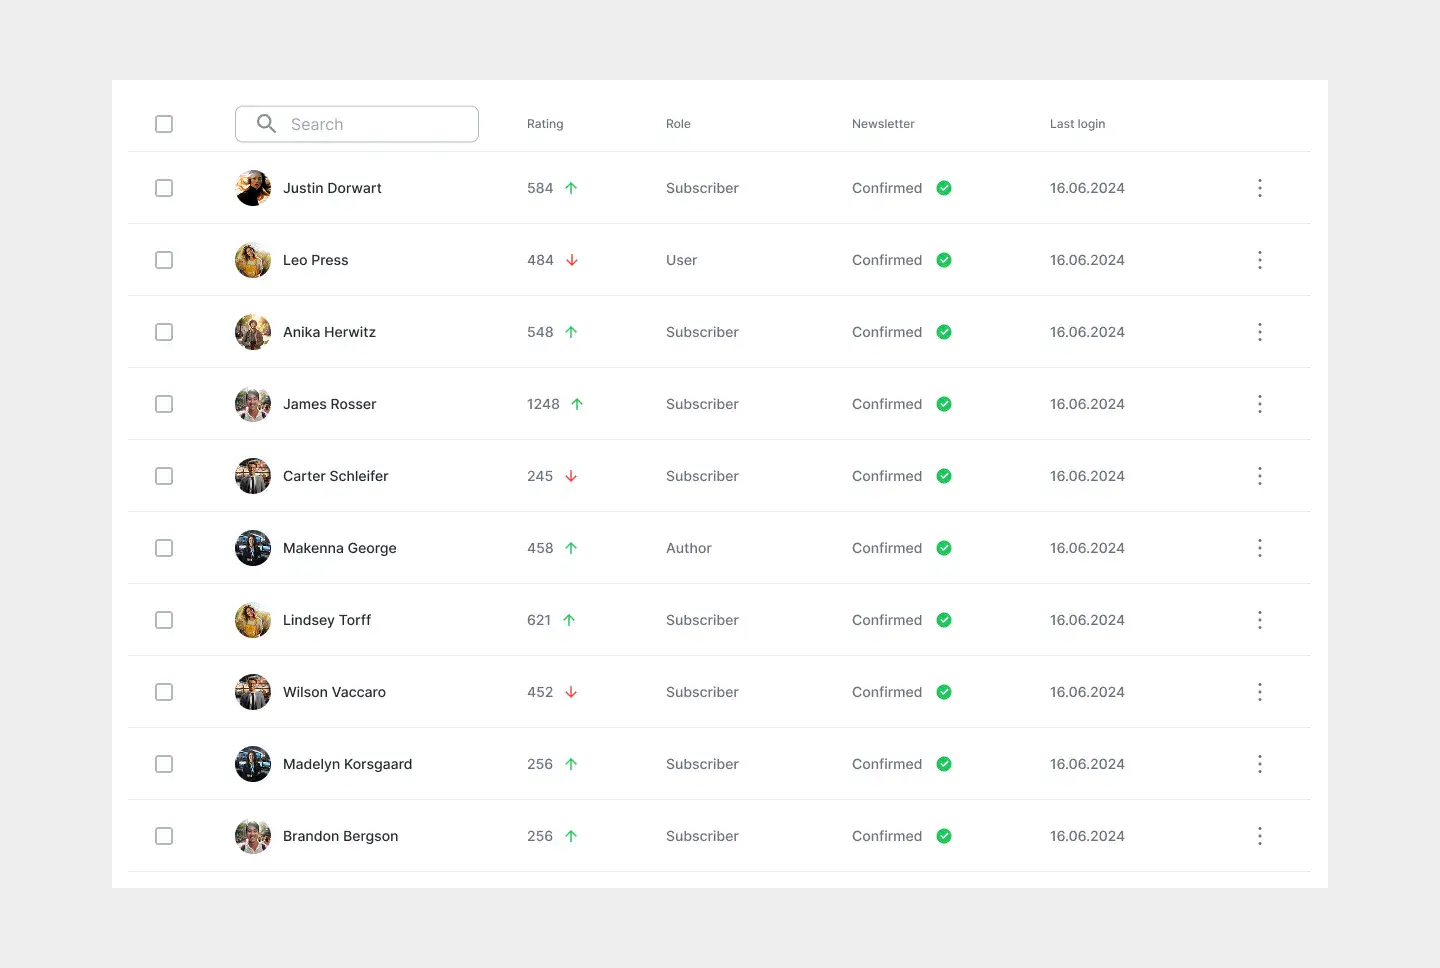 Search Rating Role Newsletter Last login
Justin Dorwart 584 Subscriber Confirmed 16.06.2024
Leo Press 484 User Confirmed 16.06.2024
Anika Herwitz 548 Subscriber Confirmed 16.06.2024
James Rosser 1248 Subscriber Confirmed 16.06.2024
Carter Schleifer 245 Subscriber Confirmed 16.06.2024
Makenna George 458 Author Confirmed 16.06.2024
Lindsey Torff 621 Subscriber Confirmed 16.06.2024
Wilson Vaccaro 452 Subscriber Confirmed 16.06.2024
Madelyn Korsgaard 256 Subscriber Confirmed 16.06.2024
Brandon Bergson 256 Subscriber Confirmed 16.06.2024